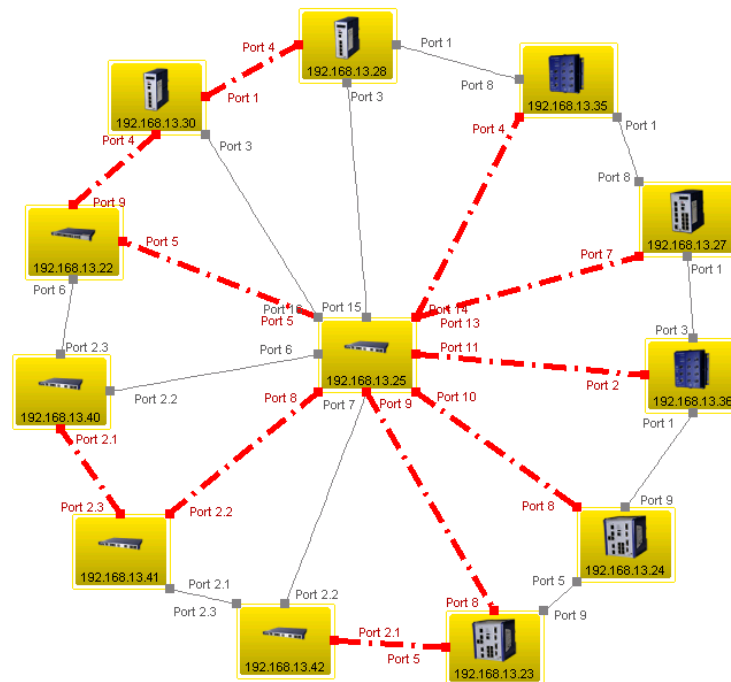 Port 4
Port 1
192.168.13.28
Port 8
192.168.13.35
Port 1
Port 3
192.168.13.30
Port 4
Port 3
Port 4
Port 1
Port 8
Port 9
Port 5
192.168.13.22
Port 6
Port 7
192.168.13.27
Port 1
Port 16
Port 15
Port 14
Port 5
Port 13
Port 3
Port 2.3
Port 6
Port 11
192.168.13.25
Port 2
192.168.13.36
Port 2.2
192.168.13.40
Port 8
Port 7
Port 9
Port 10
Port 1
Port 2.1
Port 2.3
Port 2.2
Port 8
Port 9
192.168.13.41
192.168.13.24
Port 2.1
Port 2.3
Port 2.2
Port 5
Port 9
Port 8
192.168.13.42
Port 2.1
Port 5
192.168.13.23